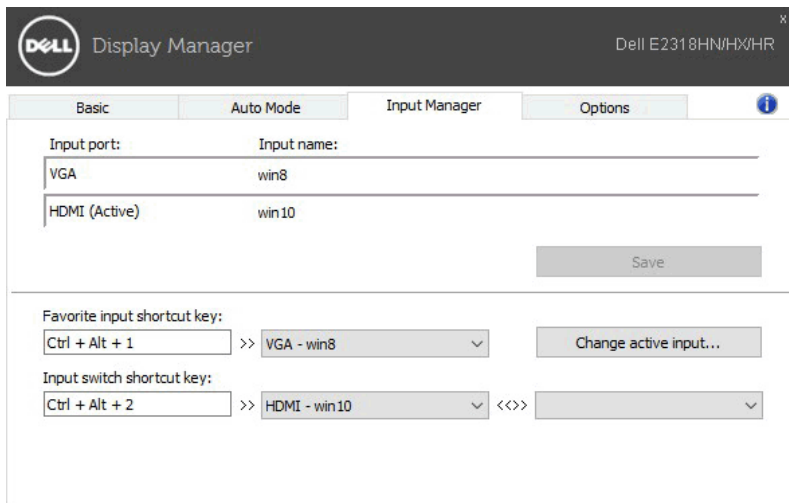 x
DELL Display Manager Dell E2318HN/HX/HR
Basic Auto Mode Input Manager Options i
Input port: Input name:
VGA win8
HDMI (Active) win10
Save
Favorite input shortcut key:
Ctrl + Alt + 1 >> VGA - win8 Change active input...
Input switch shortcut key:
Ctrl + Alt + 2 >> HDMI - win10 <<>>